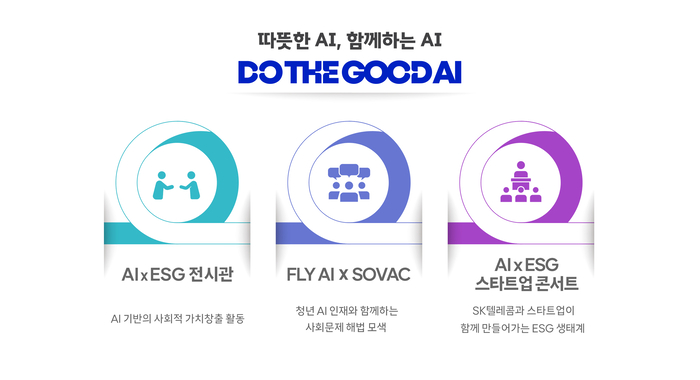 따뜻한 AI, 함께하는 AI
DO THE GOOD AI
AI x ESG 전시관
AI 기반의 사회적 가치창출 활동
FLY AI x SOVAC
청년 AI 인재와 함께하는
사회문제 해법 모색
AI x ESG
스타트업 콘서트
SK텔레콤과 스타트업이
함께 만들어가는 ESG 생태계